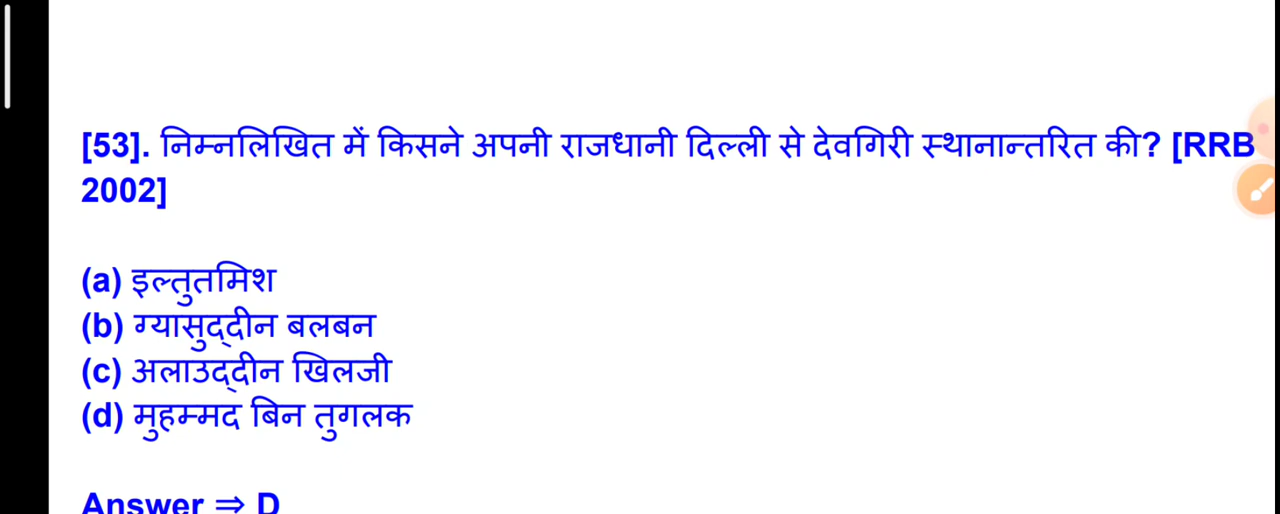 [53]. निम्नलिखित में किसने अपनी राजधानी दिल्ली से देवगिरी स्थानान्तरित की? [RRB
2002]
(a) इल्तुतमिश
(b) ग्यासुद्दीन बलबन
(c) अलाउद्दीन खिलजी
(d) मुहम्मद बिन तुगलक
Answer ⇒ D